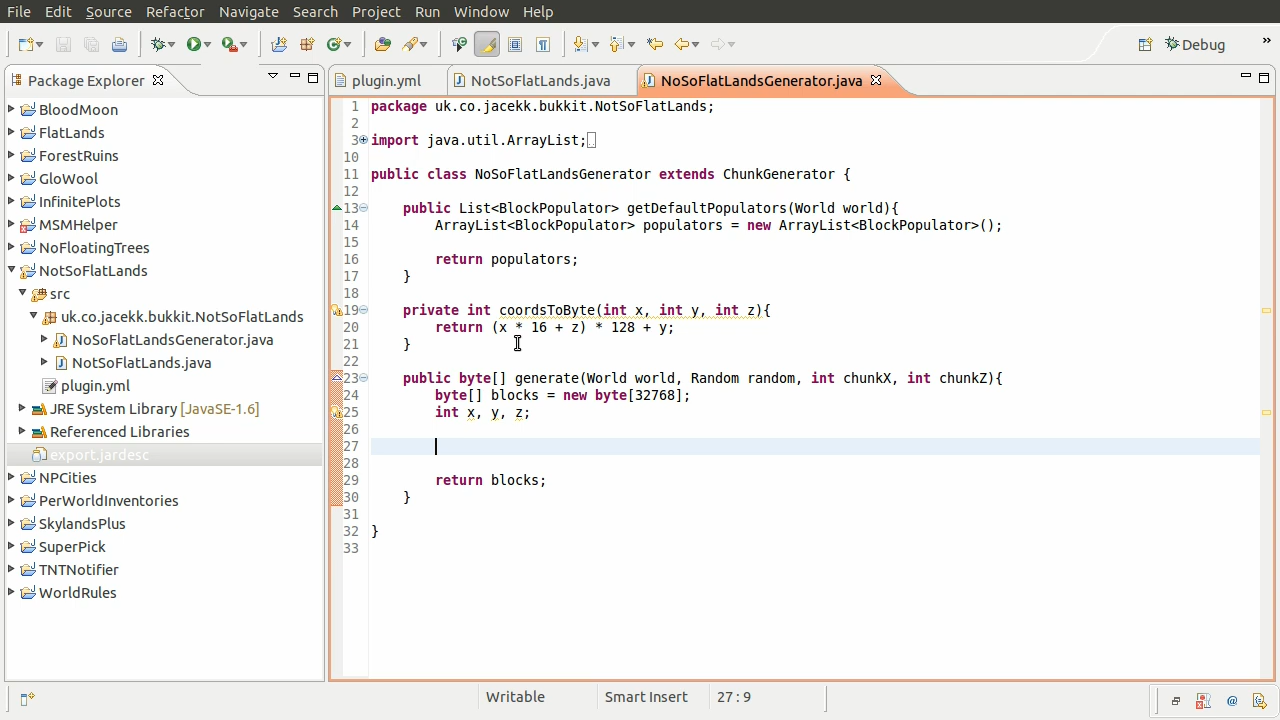 File Edit Source Refactor Navigate Search Project Run Window Help
Debug »
Package Explorer
plugin.yml NotSoFlatLands.java NoSoFlatLandsGenerator.java
BloodMoon
FlatLands
ForestRuins
GloWool
InfinitePlots
MSMHelper
NoFloatingTrees
NotSoFlatLands
src
uk.co.jacekk.bukkit.NotSoFlatLands
NoSoFlatLandsGenerator.java
NotSoFlatLands.java
plugin.yml
JRE System Library [JavaSE-1.6]
Referenced Libraries
export.jardesc
NPCities
PerWorldInventories
SkylandsPlus
SuperPick
TNTNotifier
WorldRules
1 package uk.co.jacekk.bukkit.NotSoFlatLands;
2
3 import java.util.ArrayList;
10
11 public class NoSoFlatLandsGenerator extends ChunkGenerator {
12
13 public List<BlockPopulator> getDefaultPopulators(World world){
14 ArrayList<BlockPopulator> populators = new ArrayList<BlockPopulator>();
15
16 return populators;
17 }
18
19 private int coordsToByte(int x, int y, int z){
20 return (x * 16 + z) * 128 + y;
21 }
22
23 public byte[] generate(World world, Random random, int chunkX, int chunkZ){
24 byte[] blocks = new byte[32768];
25 int x, y, z;
26
27
28
29 return blocks;
30 }
31
32 }
33
Writable Smart Insert 27 : 9